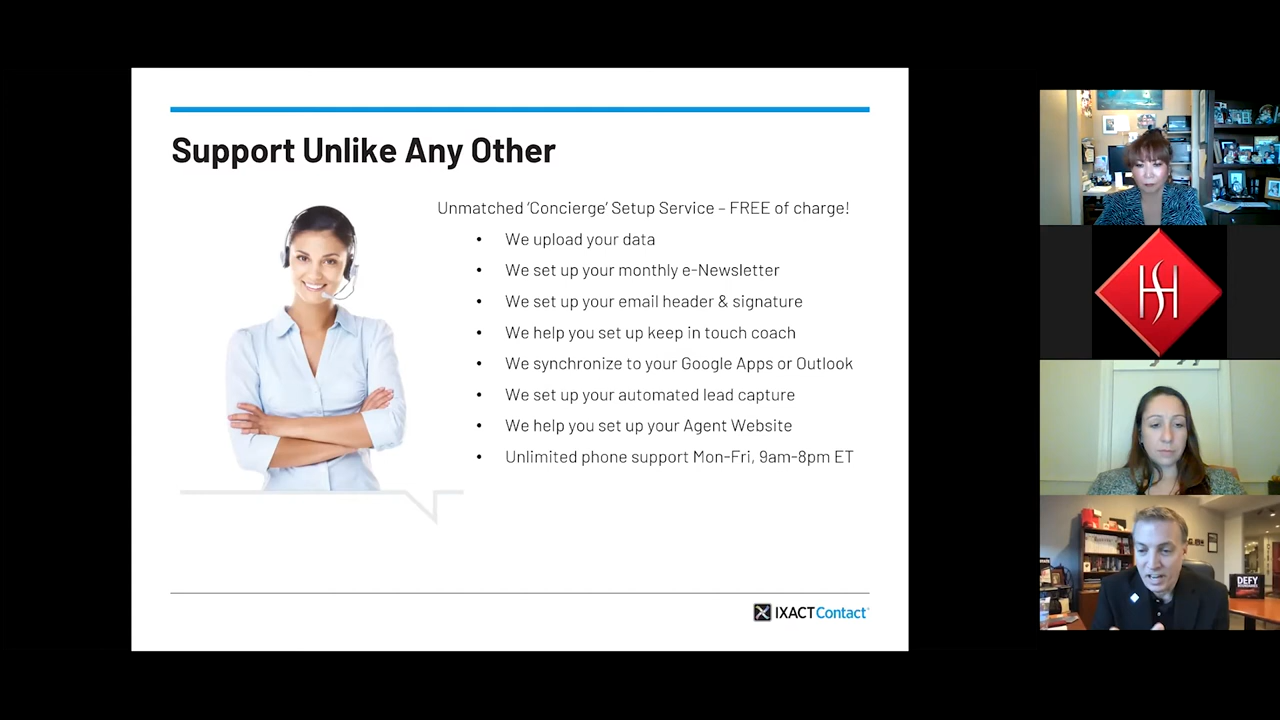 Support Unlike Any Other
Unmatched ‘Concierge’ Setup Service – FREE of charge!
• We upload your data
• We set up your monthly e-Newsletter
• We set up your email header & signature
• We help you set up keep in touch coach
• We synchronize to your Google Apps or Outlook
• We set up your automated lead capture
• We help you set up your Agent Website
• Unlimited phone support Mon-Fri, 9am-8pm ET
IXACT Contact
HSH
DEFY